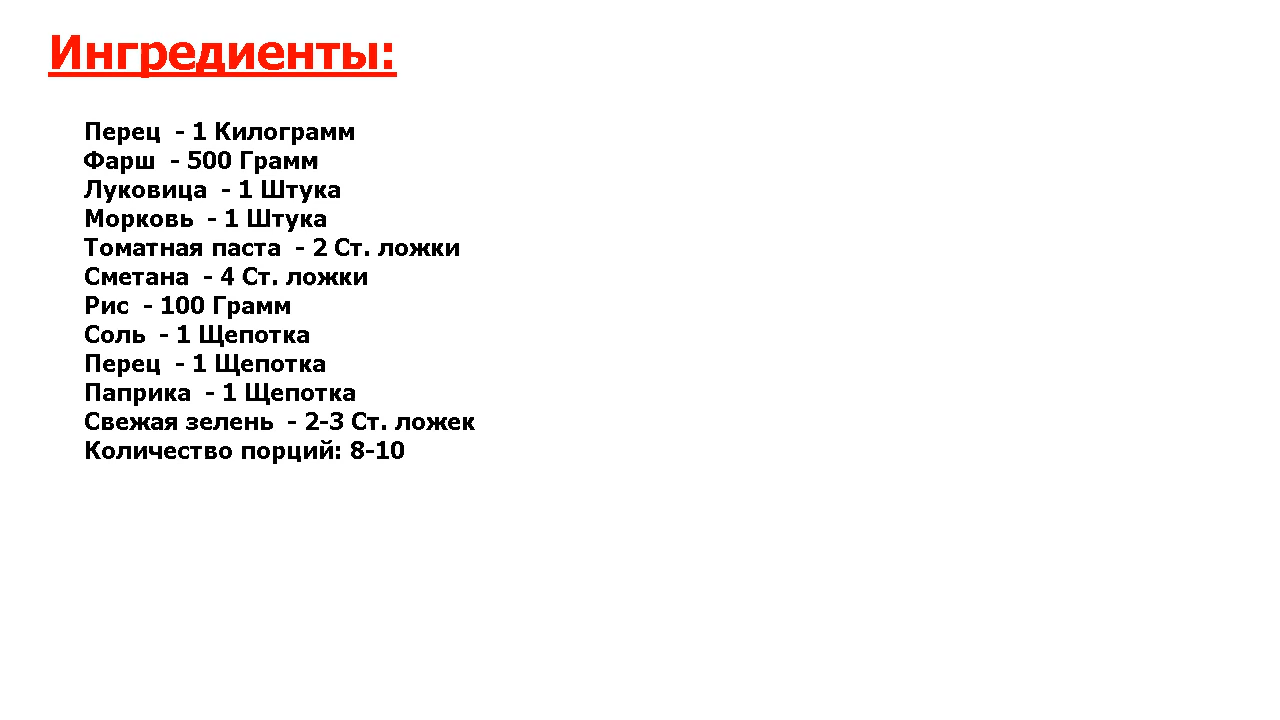 Ингредиенты:
Перец  - 1 Килограмм
Фарш  - 500 Грамм
Луковица  - 1 Штука
Морковь  - 1 Штука
Томатная паста  - 2 Ст. ложки
Сметана  - 4 Ст. ложки
Рис  - 100 Грамм
Соль  - 1 Щепотка
Перец  - 1 Щепотка
Паприка  - 1 Щепотка
Свежая зелень  - 2-3 Ст. ложек
Количество порций: 8-10